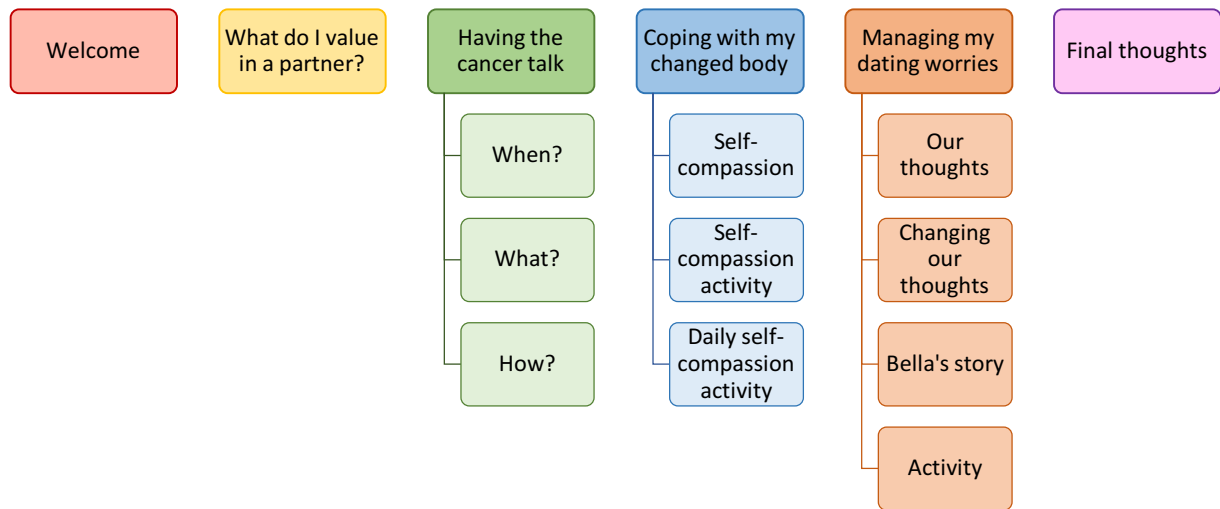 Welcome
What do I value
in a partner?
Having the
cancer talk
When?
What?
How?
Coping with my
changed body
Self-
compassion
Self-
compassion
activity
Daily self-
compassion
activity
Managing my
dating worries
Our
thoughts
Changing
our
thoughts
Bella's story
Activity
Final thoughts